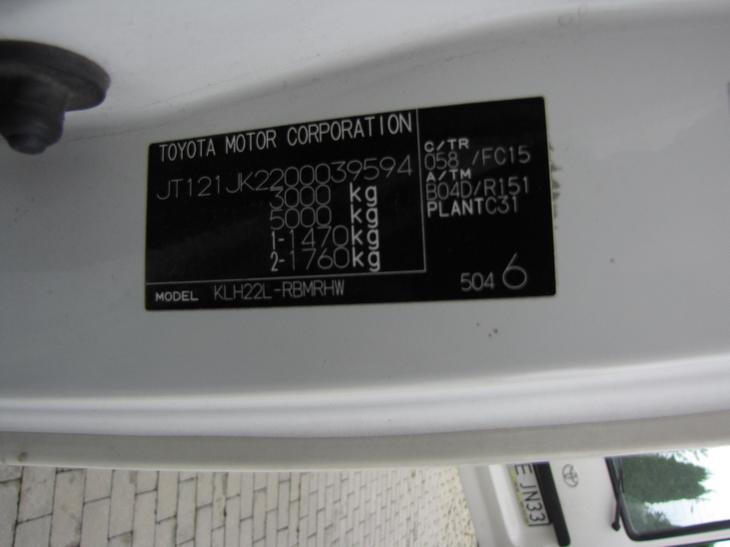 TOYOTA MOTOR CORPORATION
JT121JK2200039594
3000 kg
5000 kg
1-1470kg
2-1760kg
C/TR
058 /FC15
A/TM
B04D/R151
PLANTC31
MODEL KLH22L-RBMRHW
504 6
E JN33